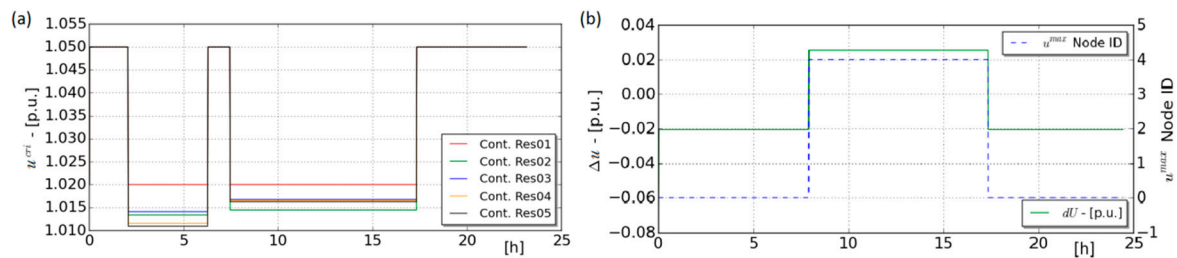 (a)
1.055
1.050
1.045
1.040
1.035
1.030
1.025
1.020
1.015
1.010
u^cri - [p.u.]
0 5 10 15 20 25
[h]
Cont. Res01
Cont. Res02
Cont. Res03
Cont. Res04
Cont. Res05
(b)
0.04
0.02
0.00
−0.02
−0.04
−0.06
−0.08
Δu - [p.u.]
0 5 10 15 20 25
[h]
u^max Node ID
dU - [p.u.]
5
4
3
2
1
0
−1
u^max Node ID